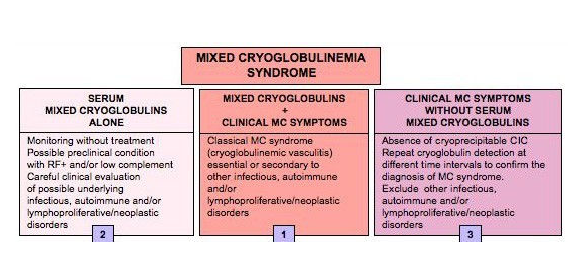 MIXED CRYOGLOBULINEMIA
SYNDROME
SERUM
MIXED CRYOGLOBULINS
ALONE
Monitoring without treatment
Possible preclinical condition
with RF+ and/or low complement
Careful clinical evaluation
of possible underlying
infectious, autoimmune and/or
lymphoproliferative/neoplastic
disorders
2
MIXED CRYOGLOBULINS
+
CLINICAL MC SYMPTOMS
Classical MC syndrome
(cryoglobulinemic vasculitis)
essential or secondary to
other infectious, autoimmune
and/or
lymphoproliferative/neoplastic
disorders
1
CLINICAL MC SYMPTOMS
WITHOUT SERUM
MIXED CRYOGLOBULINS
Absence of cryoprecipitable CIC
Repeat cryoglobulin detection at
different time intervals to confirm the
diagnosis of MC syndrome.
Exclude other infectious,
autoimmune and/or
lymphoproliferative/neoplastic
disorders
3